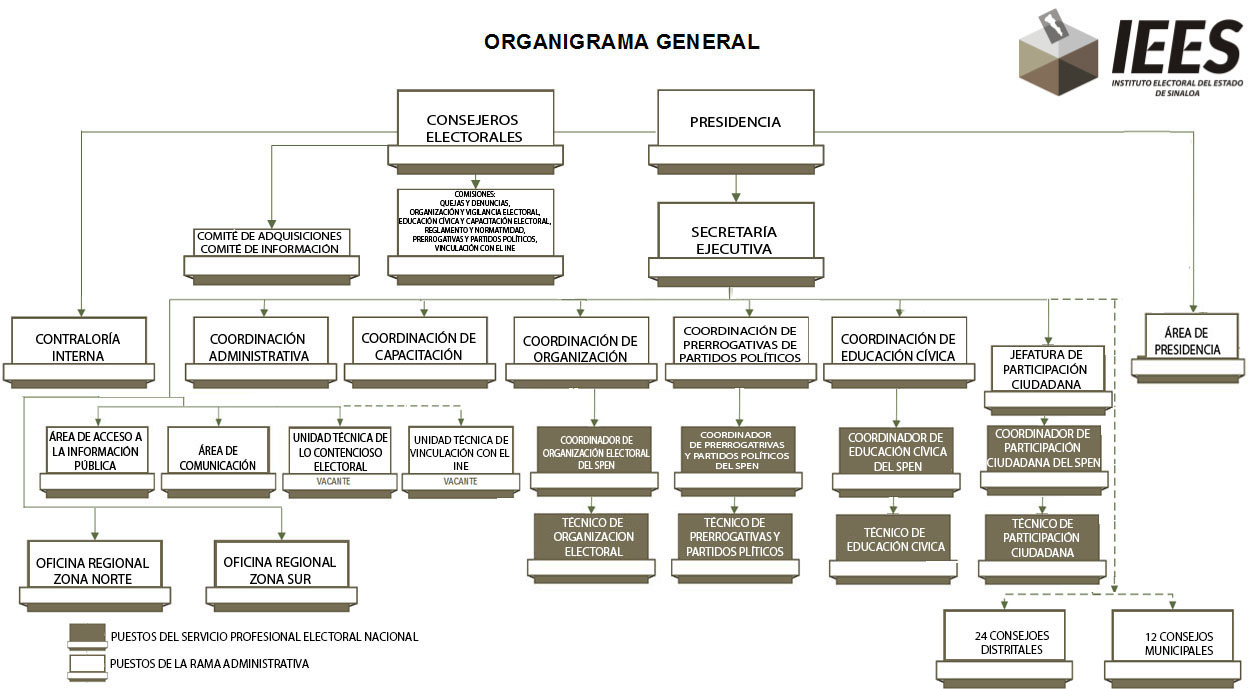 ORGANIGRAMA GENERAL
IEES
INSTITUTO ELECTORAL DEL ESTADO
DE SINALOA
CONSEJEROS
ELECTORALES
PRESIDENCIA
COMISIONES:
QUEJAS Y DENUNCIAS,
ORGANIZACIÓN Y VIGILANCIA ELECTORAL,
EDUCACIÓN CÍVICA Y CAPACITACIÓN ELECTORAL,
REGLAMENTO Y NORMATIVIDAD,
PRERROGATIVAS Y PARTIDOS POLÍTICOS,
VINCULACIÓN CON EL INE
COMITÉ DE ADQUISICIONES
COMITÉ DE INFORMACIÓN
SECRETARÍA
EJECUTIVA
CONTRALORÍA
INTERNA
COORDINACIÓN
ADMINISTRATIVA
COORDINACIÓN DE
CAPACITACIÓN
COORDINACIÓN DE
ORGANIZACIÓN
COORDINACIÓN DE
PRERROGATIVAS DE
PARTIDOS POLÍTICOS
COORDINACIÓN DE
EDUCACIÓN CÍVICA
JEFATURA DE
PARTICIPACIÓN
CIUDADANA
ÁREA DE
PRESIDENCIA
ÁREA DE ACCESO A
LA INFORMACIÓN
PÚBLICA
ÁREA DE
COMUNICACIÓN
UNIDAD TÉCNICA DE
LO CONTENCIOSO
ELECTORAL
VACANTE
UNIDAD TÉCNICA DE
VINCULACIÓN CON EL
INE
VACANTE
COORDINADOR DE
ORGANIZACIÓN ELECTORAL
DEL SPEN
COORDINADOR
DE PRERROGATRIVAS
Y PARTIDOS POLÍTICOS
DEL SPEN
COORDINADOR DE
EDUCACIÓN CÍVICA
DEL SPEN
COORDINADOR DE
PARTICIPACIÓN
CIUDADANA DEL SPEN
TÉCNICO DE
ORGANIZACION
ELECTORAL
TÉCNICO DE
PRERROGATIVAS Y
PARTIDOS PLÍTICOS
TÉCNICO DE
EDUCACIÓN CIVICA
TÉCNICO DE
PARTICIPACIÓN
CIUDADANA
OFICINA REGIONAL
ZONA NORTE
OFICINA REGIONAL
ZONA SUR
24 CONSEJOES
DISTRITALES
12 CONSEJOS
MUNICIPALES
PUESTOS DEL SERVICIO PROFESIONAL ELECTORAL NACIONAL
PUESTOS DE LA RAMA ADMINISTRATIVA